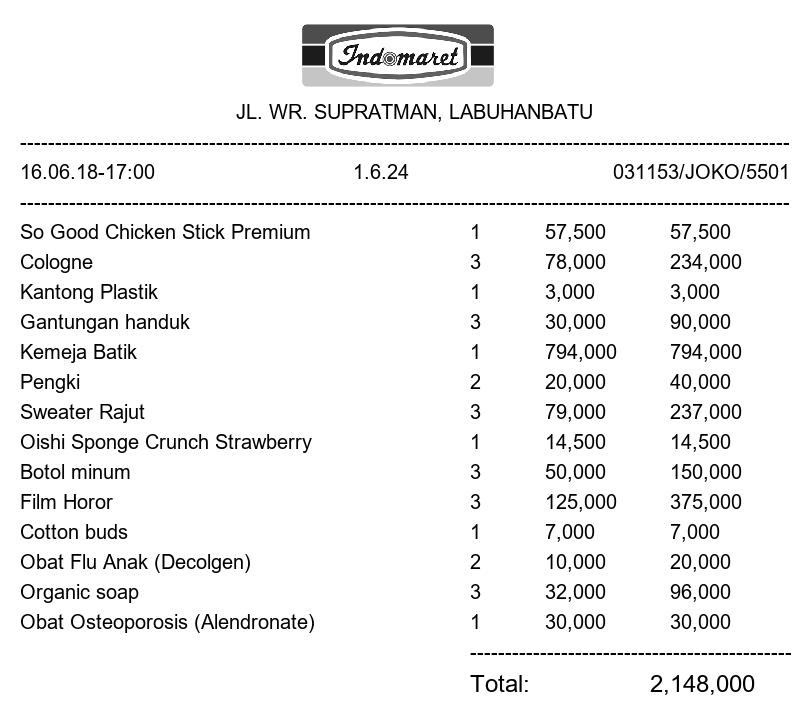 Indomaret
JL. WR. SUPRATMAN, LABUHANBATU
16.06.18-17:00 1.6.24 031153/JOKO/5501
So Good Chicken Stick Premium 1 57,500 57,500
Cologne 3 78,000 234,000
Kantong Plastik 1 3,000 3,000
Gantungan handuk 3 30,000 90,000
Kemeja Batik 1 794,000 794,000
Pengki 2 20,000 40,000
Sweater Rajut 3 79,000 237,000
Oishi Sponge Crunch Strawberry 1 14,500 14,500
Botol minum 3 50,000 150,000
Film Horor 3 125,000 375,000
Cotton buds 1 7,000 7,000
Obat Flu Anak (Decolgen) 2 10,000 20,000
Organic soap 3 32,000 96,000
Obat Osteoporosis (Alendronate) 1 30,000 30,000
Total: 2,148,000